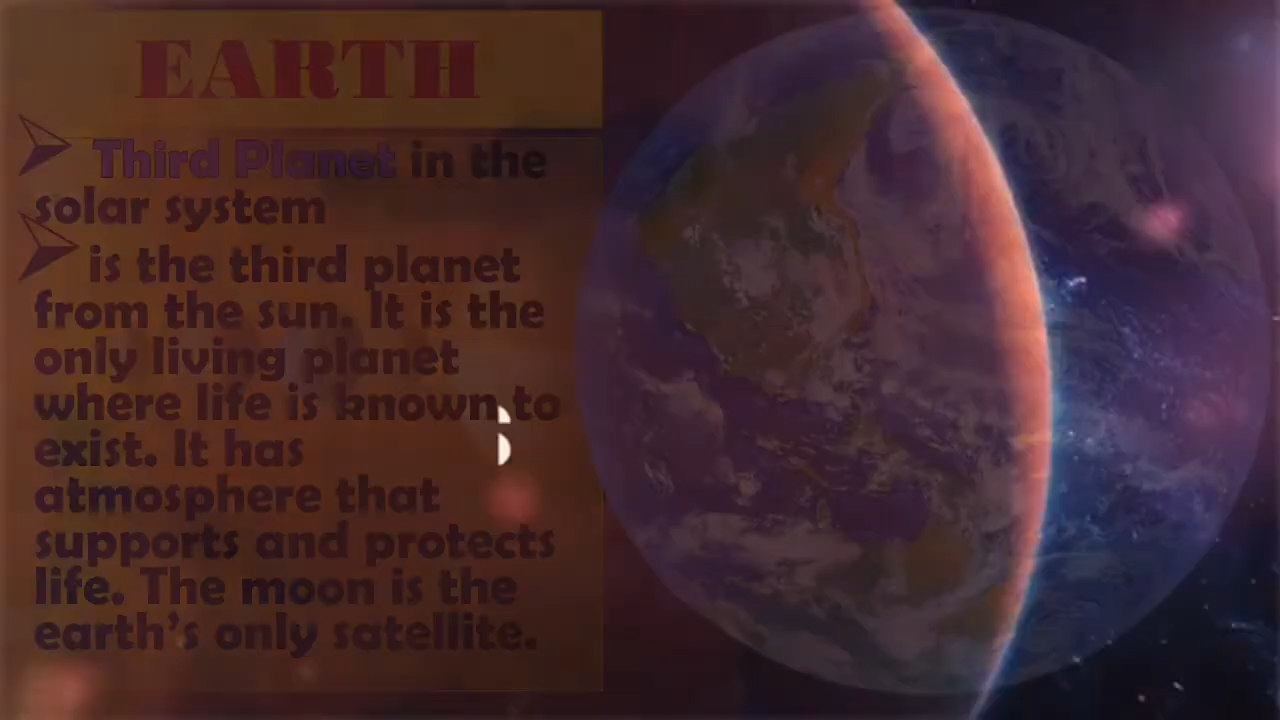 EARTH
Third Planet in the
solar system
is the third planet
from the sun. It is the
only living planet
where life is known to
exist. It has
atmosphere that
supports and protects
life. The moon is the
earth's only satellite.